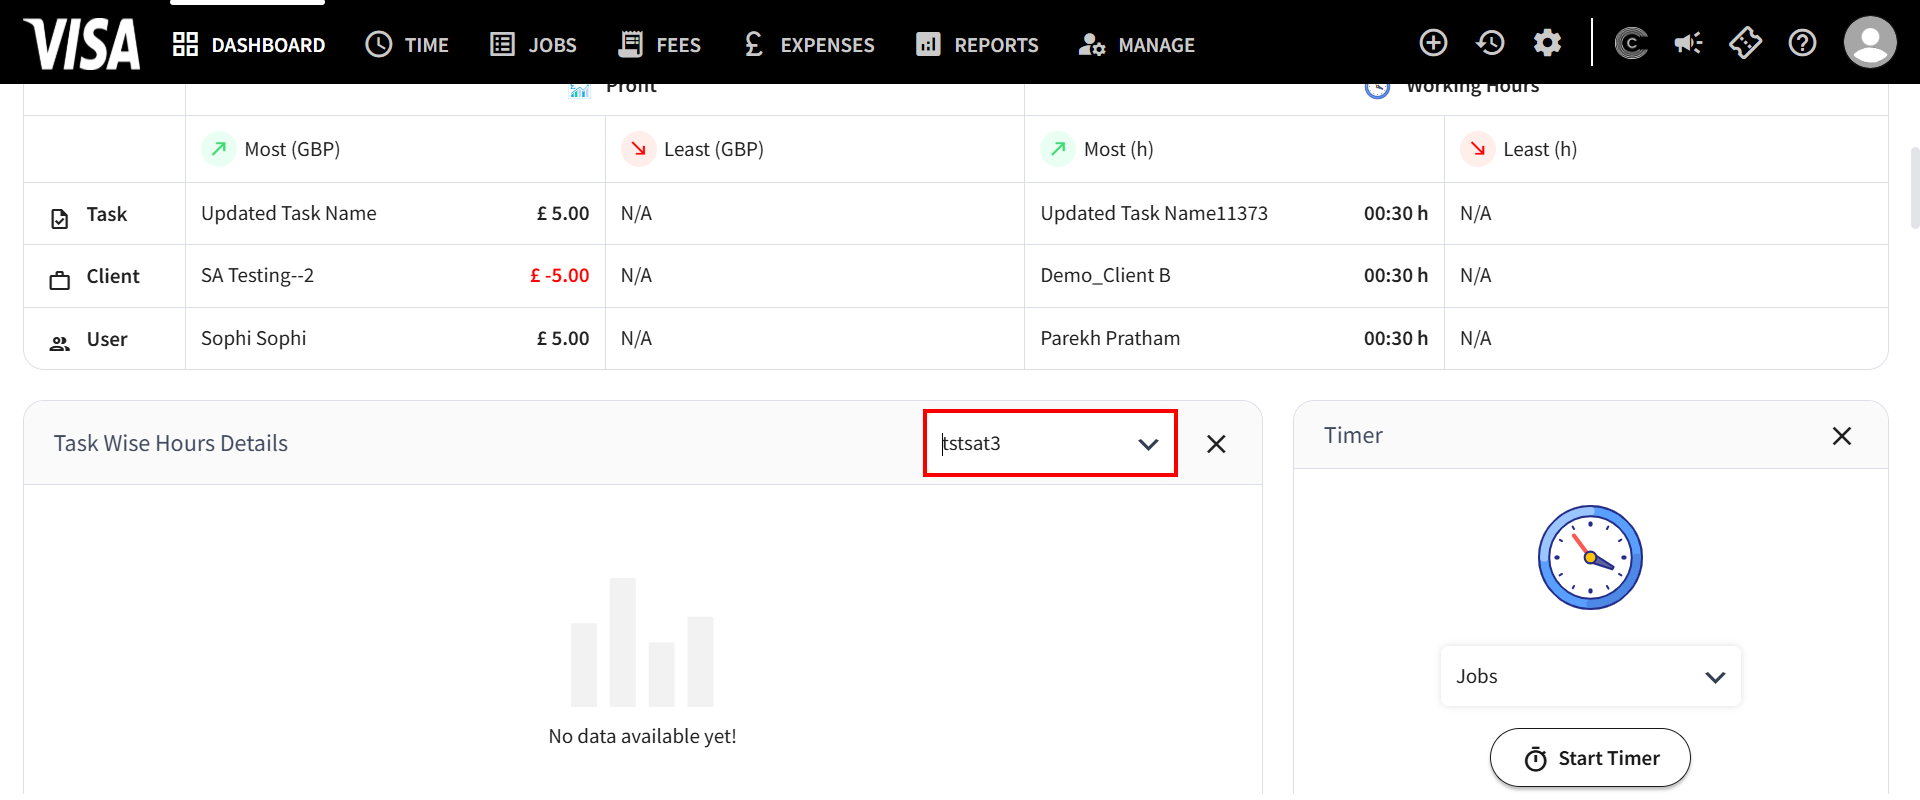 VISA DASHBOARD TIME JOBS FEES £ EXPENSES REPORTS MANAGE
Profit Working Hours
Most (GBP) Least (GBP) Most (h) Least (h)
Task Updated Task Name £ 5.00 N/A Updated Task Name11373 00:30 h N/A
Client SA Testing--2 £ -5.00 N/A Demo_Client B 00:30 h N/A
User Sophi Sophi £ 5.00 N/A Parekh Pratham 00:30 h N/A
Task Wise Hours Details tstsat3
Timer
Jobs
No data available yet!
Start Timer